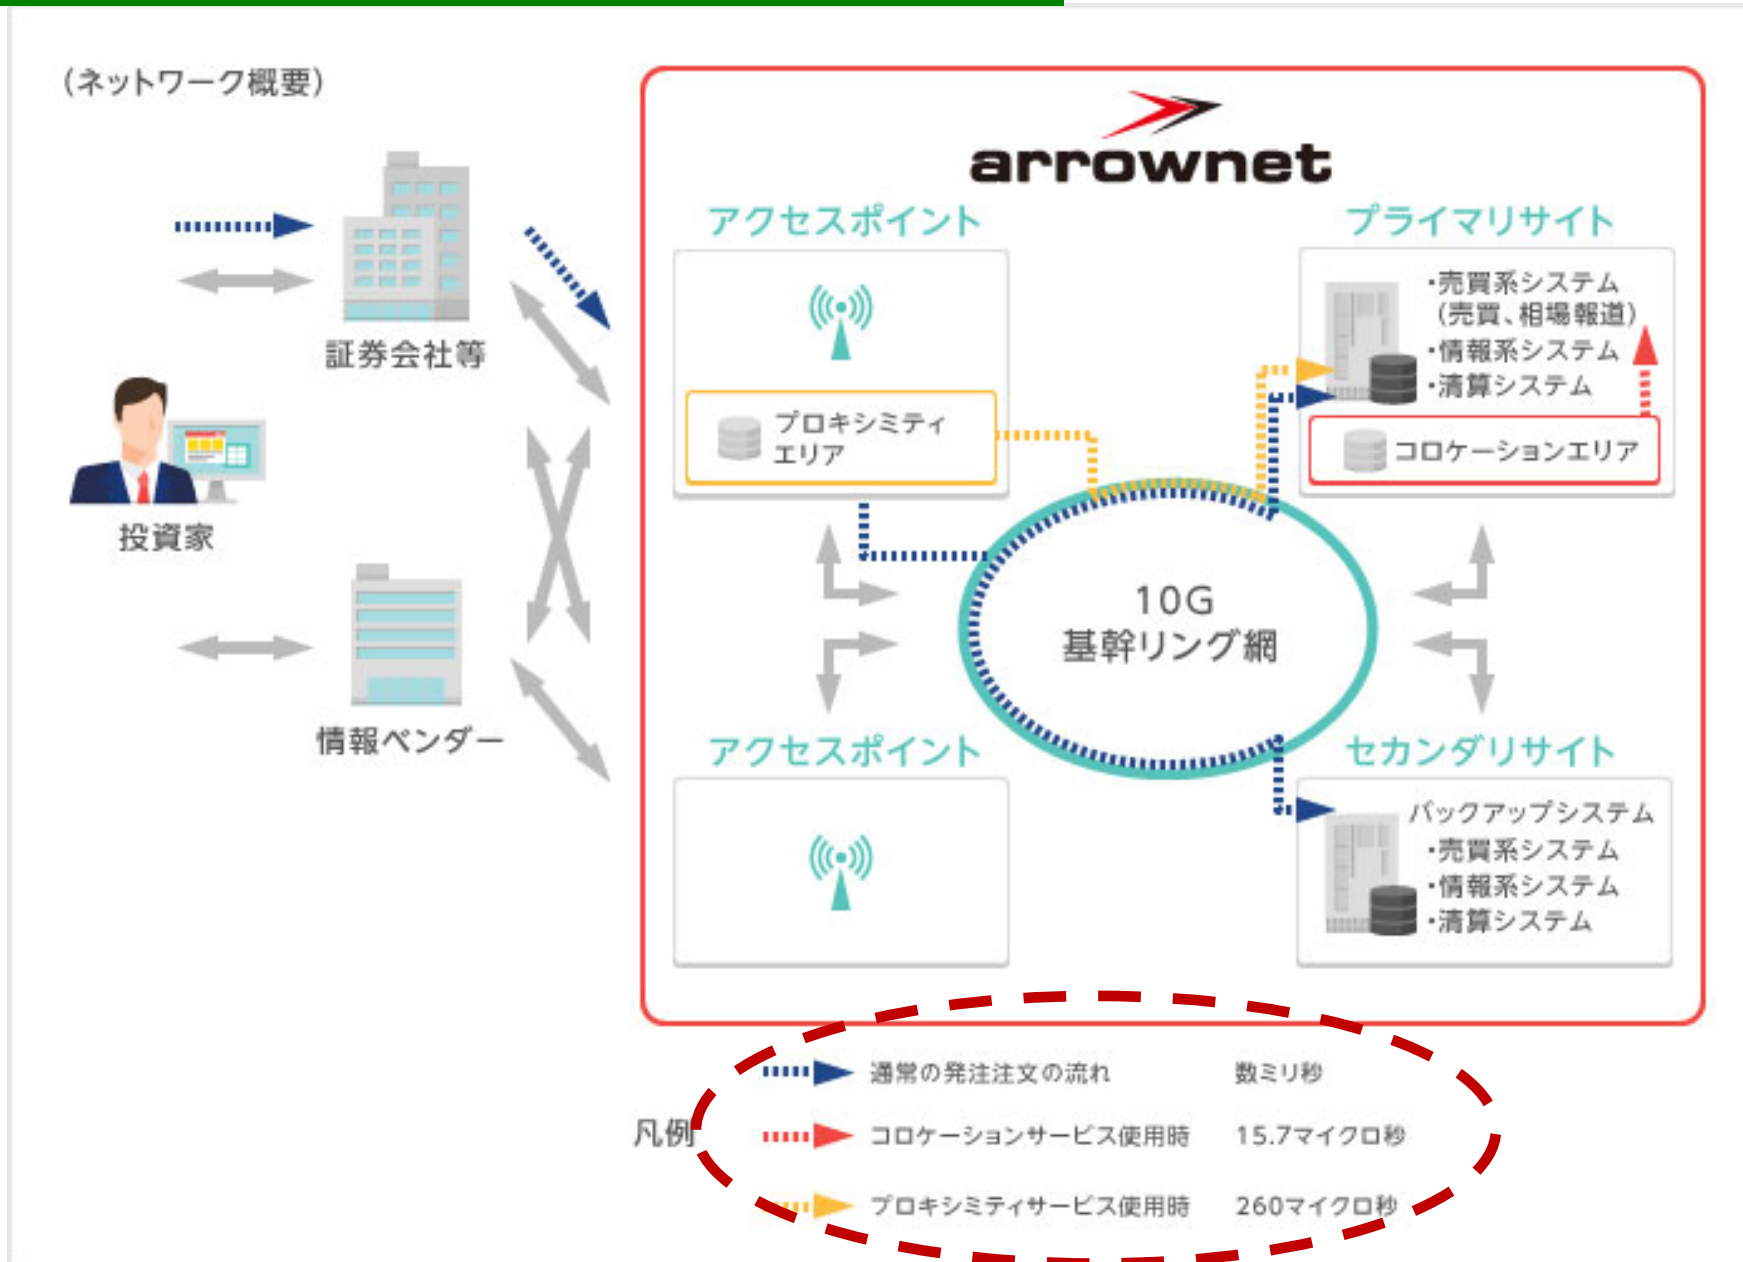 (ネットワーク概要)
arrownet
アクセスポイント
プライマリサイト
・売買系システム
(売買、相場報道)
・情報系システム
・清算システム
証券会社等
プロキシミティ
エリア
コロケーションエリア
投資家
10G
基幹リング網
情報ベンダー
アクセスポイント
セカンダリサイト
バックアップシステム
・売買系システム
・情報系システム
・清算システム
凡例
通常の発注注文の流れ 数ミリ秒
コロケーションサービス使用時 15.7マイクロ秒
プロキシミティサービス使用時 260マイクロ秒